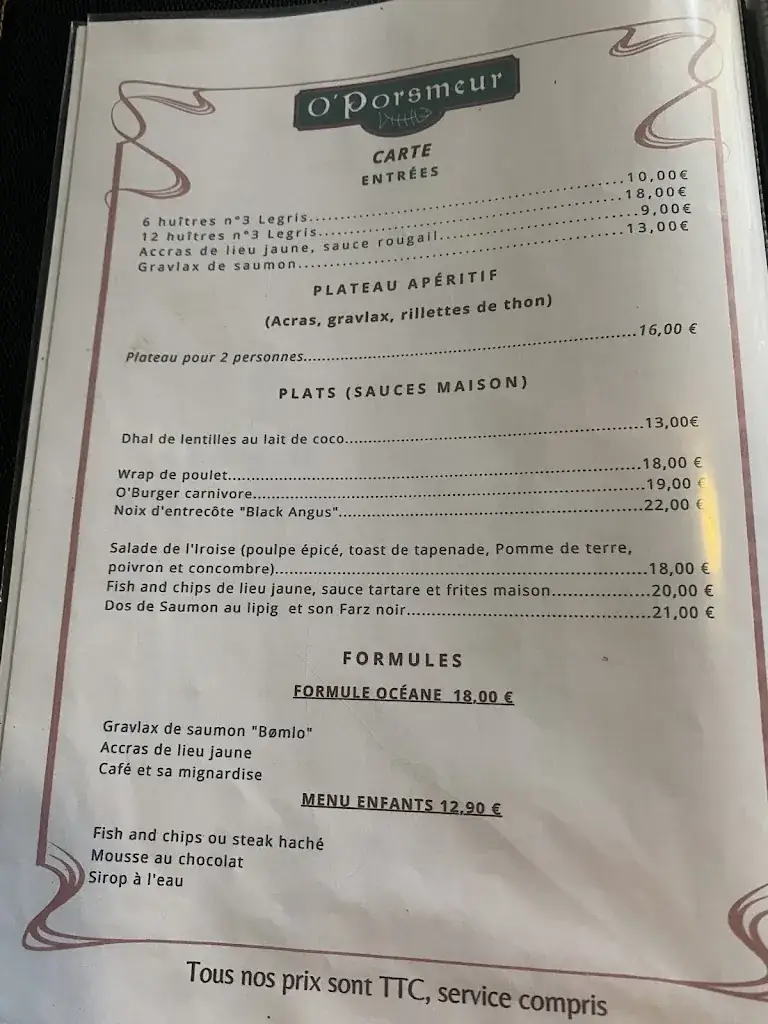 O'Porsmeur
CARTE
ENTRÉES
6 huîtres n°3 Legris..............................10,00€
12 huîtres n°3 Legris..............................18,00€
Accras de lieu jaune, sauce rougail..............................9,00€
Gravlax de saumon..............................13,00€
PLATEAU APÉRITIF
(Acras, gravlax, rillettes de thon)
Plateau pour 2 personnes..............................16,00 €
PLATS (SAUCES MAISON)
Dhal de lentilles au lait de coco..............................13,00€
Wrap de poulet..............................18,00 €
O'Burger carnivore..............................19,00 €
Noix d'entrecôte "Black Angus"..............................22,00 €
Salade de l'Iroise (poulpe épicé, toast de tapenade, Pomme de terre,
poivron et concombre)..............................18,00 €
Fish and chips de lieu jaune, sauce tartare et frites maison...............20,00 €
Dos de Saumon au lipig et son Farz noir..............................21,00 €
FORMULES
FORMULE OCÉANE 18,00 €
Gravlax de saumon "Bømlo"
Accras de lieu jaune
Café et sa mignardise
MENU ENFANTS 12,90 €
Fish and chips ou steak haché
Mousse au chocolat
Sirop à l'eau
Tous nos prix sont TTC, service compris